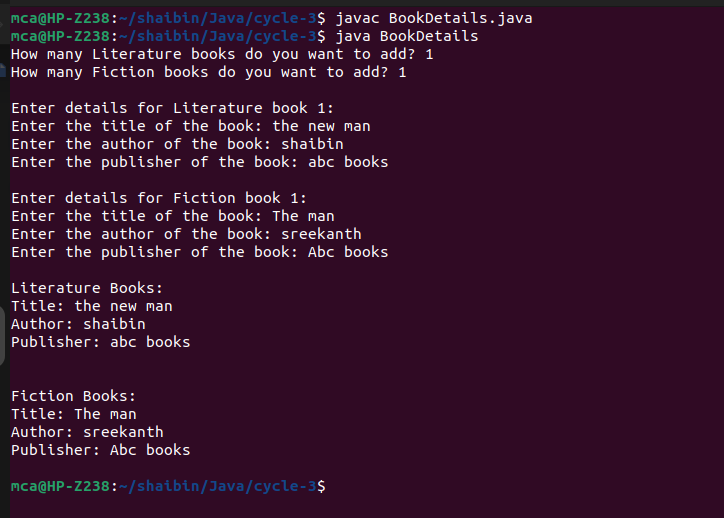 mca@HP-Z238:~/shaibin/Java/cycle-3$ javac BookDetails.java
mca@HP-Z238:~/shaibin/Java/cycle-3$ java BookDetails
How many Literature books do you want to add? 1
How many Fiction books do you want to add? 1
Enter details for Literature book 1:
Enter the title of the book: the new man
Enter the author of the book: shaibin
Enter the publisher of the book: abc books
Enter details for Fiction book 1:
Enter the title of the book: The man
Enter the author of the book: sreekanth
Enter the publisher of the book: Abc books
Literature Books:
Title: the new man
Author: shaibin
Publisher: abc books
Fiction Books:
Title: The man
Author: sreekanth
Publisher: Abc books
mca@HP-Z238:~/shaibin/Java/cycle-3$